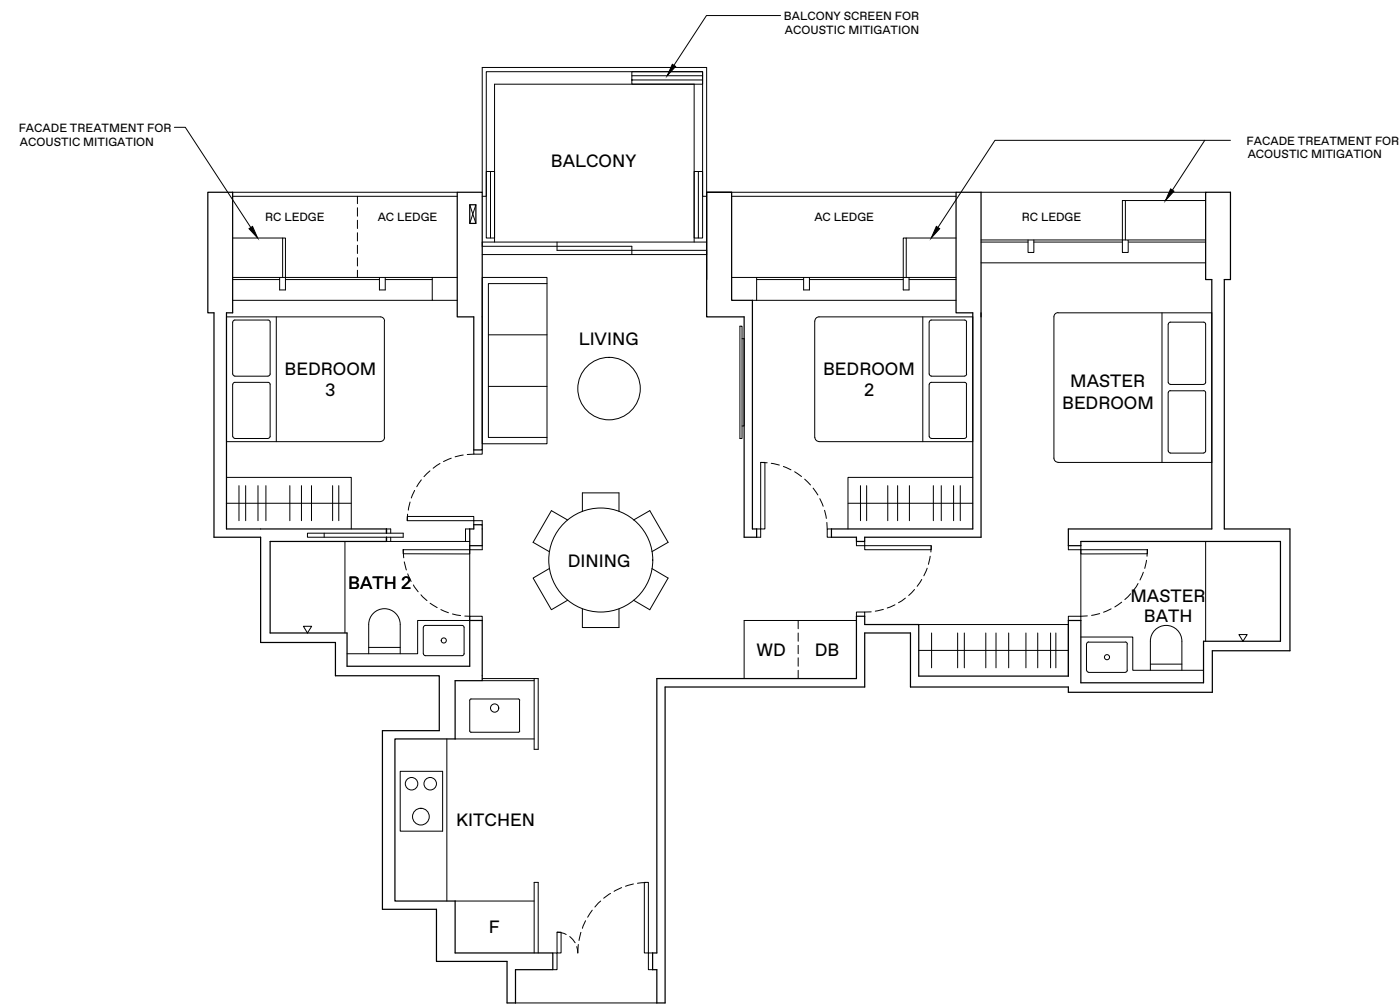 BALCONY SCREEN FOR
ACOUSTIC MITIGATION
FACADE TREATMENT FOR
ACOUSTIC MITIGATION
FACADE TREATMENT FOR
ACOUSTIC MITIGATION
BALCONY
RC LEDGE
AC LEDGE
AC LEDGE
RC LEDGE
LIVING
BEDROOM
3
BEDROOM
2
MASTER
BEDROOM
DINING
BATH 2
MASTER
BATH
WD
DB
KITCHEN
F